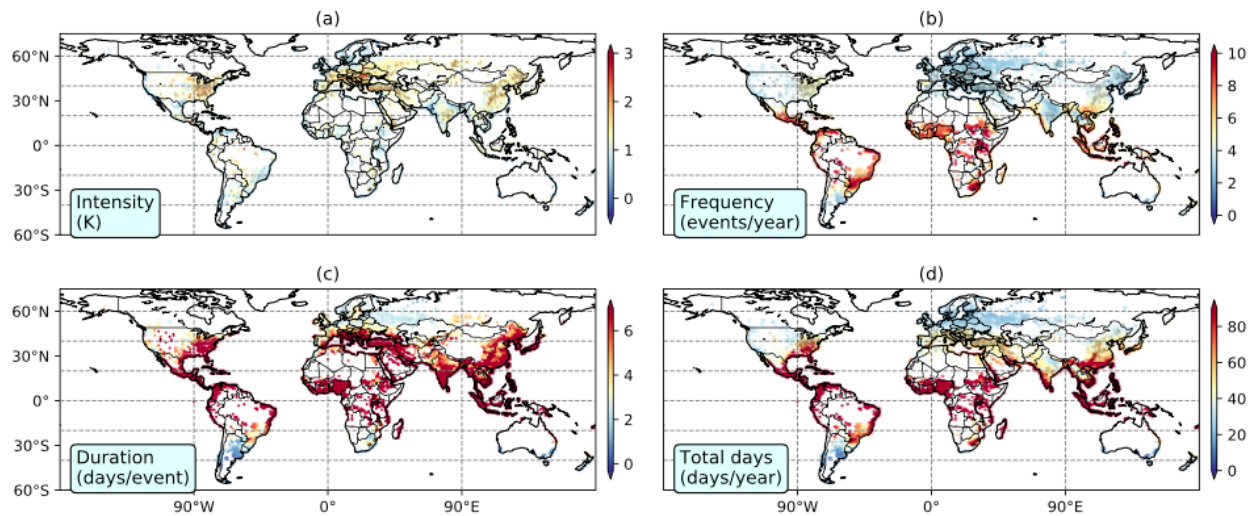 (a)
(b)
60°N
30°N
0°
30°S
60°S
Intensity
(K)
3
2
1
0
Frequency
(events/year)
10
8
6
4
2
0
(c)
(d)
60°N
30°N
0°
30°S
60°S
Duration
(days/event)
6
4
2
0
Total days
(days/year)
80
60
40
20
0
90°W
0°
90°E
90°W
0°
90°E